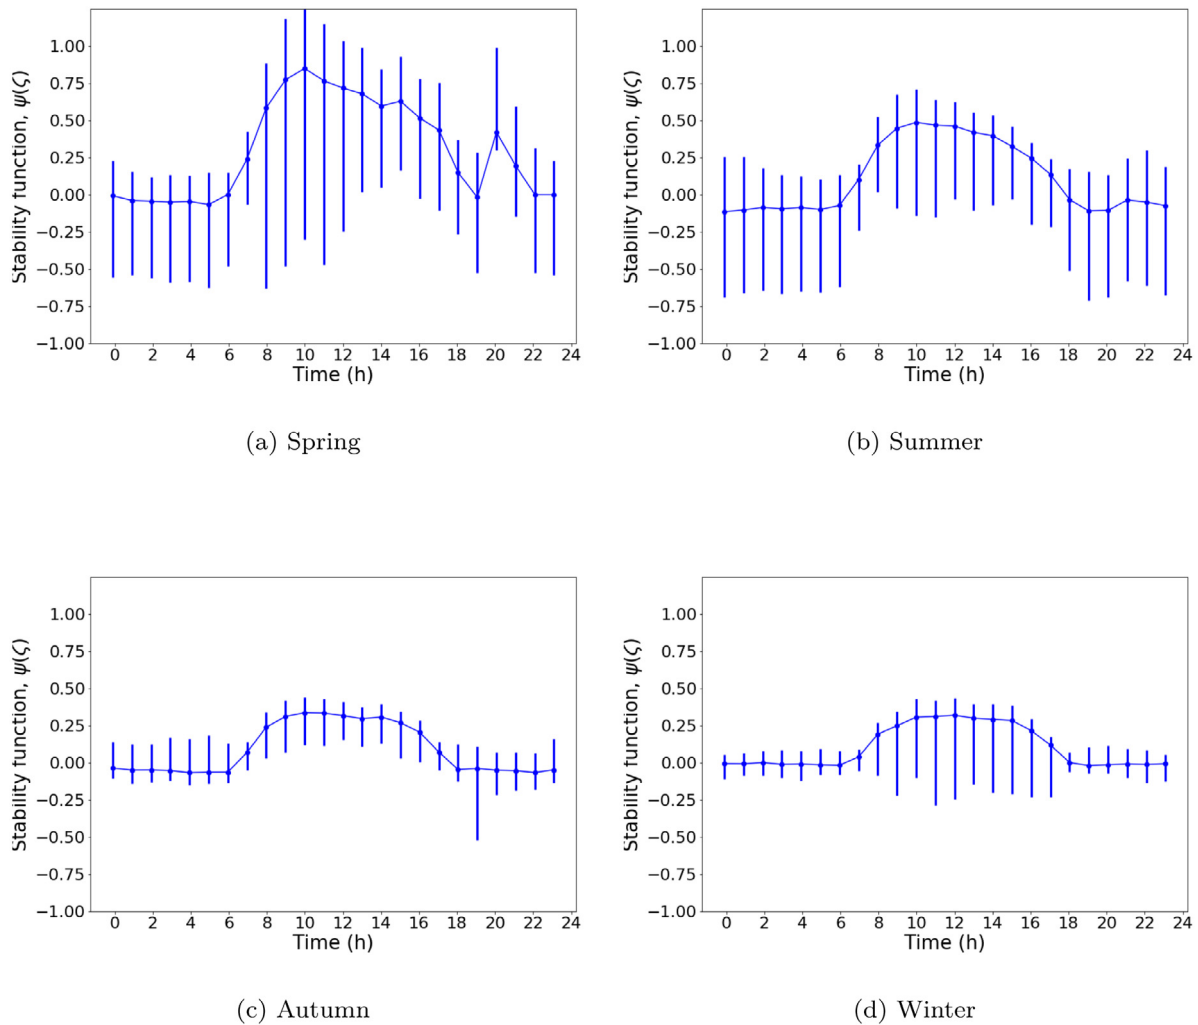 1.00
0.75
0.50
0.25
0.00
−0.25
−0.50
−0.75
−1.00
Stability function, ψ(ζ)
0 2 4 6 8 10 12 14 16 18 20 22 24
Time (h)
(a) Spring
1.00
0.75
0.50
0.25
0.00
−0.25
−0.50
−0.75
−1.00
Stability function, ψ(ζ)
0 2 4 6 8 10 12 14 16 18 20 22 24
Time (h)
(b) Summer
1.00
0.75
0.50
0.25
0.00
−0.25
−0.50
−0.75
−1.00
Stability function, ψ(ζ)
0 2 4 6 8 10 12 14 16 18 20 22 24
Time (h)
(c) Autumn
1.00
0.75
0.50
0.25
0.00
−0.25
−0.50
−0.75
−1.00
Stability function, ψ(ζ)
0 2 4 6 8 10 12 14 16 18 20 22 24
Time (h)
(d) Winter